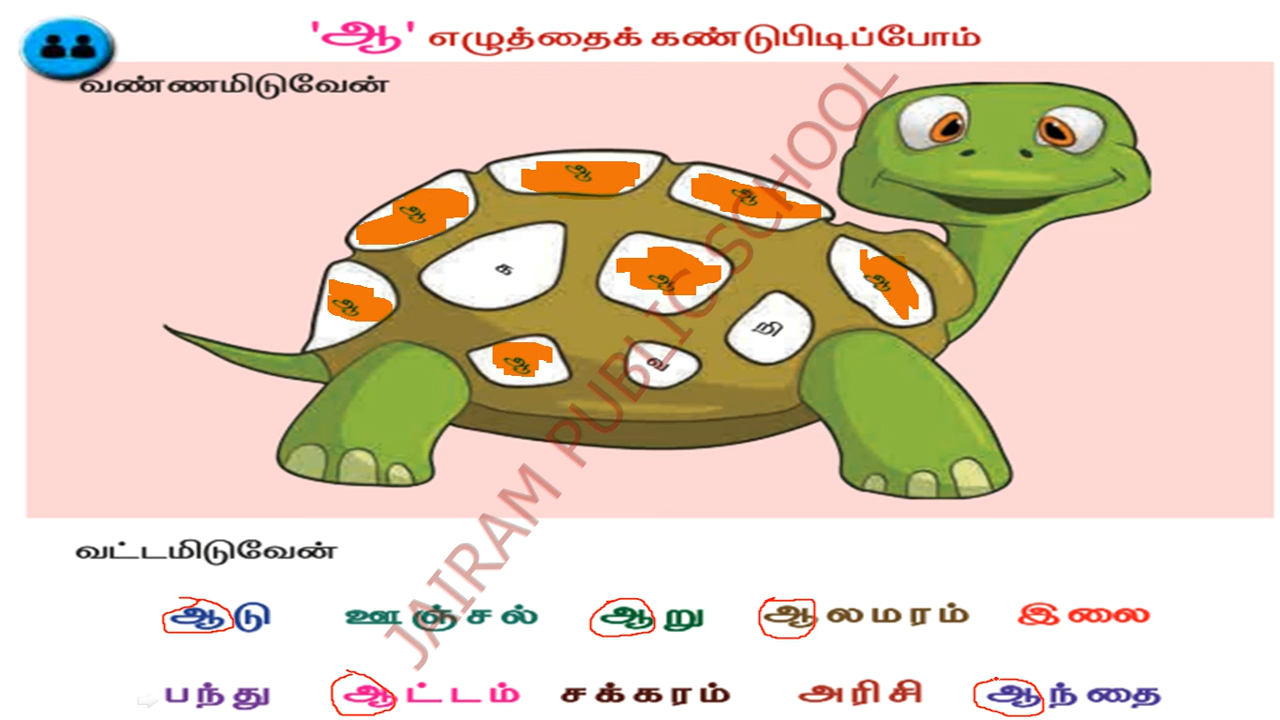 'ஆ' எழுத்தைக் கண்டுபிடிப்போம்
வண்ணமிடுவேன்
ஆ ஆ
ஆ
ஆ க ஆ ஆ
ஆ றி
ஆ வ
JAIRAM PUBLIC SCHOOL
வட்டமிடுவேன்
ஆடு ஊஞ்சல் ஆறு ஆலமரம் இலை
பந்து ஆட்டம் சக்கரம் அரிசி ஆந்தை